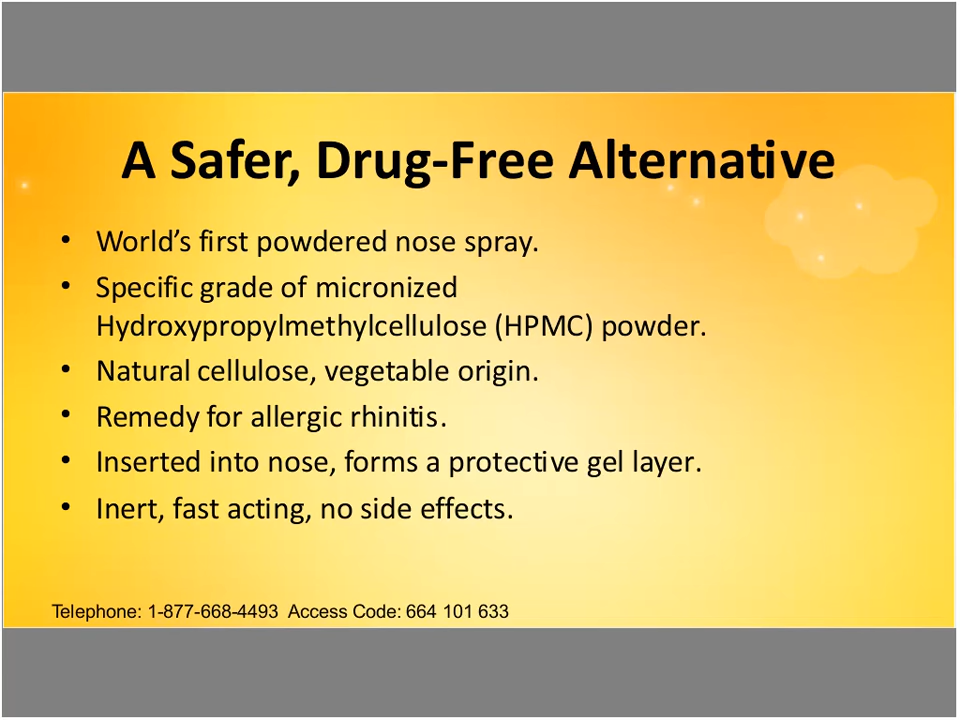 A Safer, Drug-Free Alternative
• World’s first powdered nose spray.
• Specific grade of micronized
Hydroxypropylmethylcellulose (HPMC) powder.
• Natural cellulose, vegetable origin.
• Remedy for allergic rhinitis.
• Inserted into nose, forms a protective gel layer.
• Inert, fast acting, no side effects.
Telephone: 1-877-668-4493 Access Code: 664 101 633